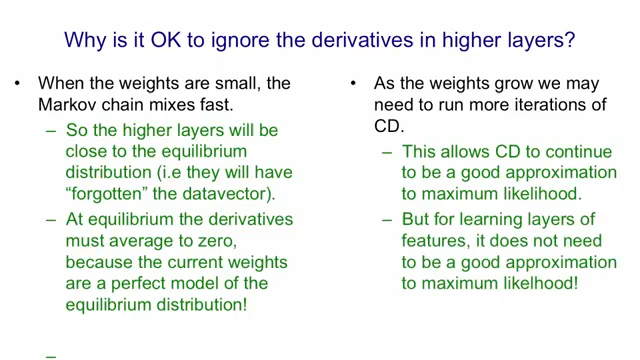 Why is it OK to ignore the derivatives in higher layers?
• When the weights are small, the
Markov chain mixes fast.
– So the higher layers will be
close to the equilibrium
distribution (i.e they will have
“forgotten” the datavector).
– At equilibrium the derivatives
must average to zero,
because the current weights
are a perfect model of the
equilibrium distribution!
–
• As the weights grow we may
need to run more iterations of
CD.
– This allows CD to continue
to be a good approximation
to maximum likelihood.
– But for learning layers of
features, it does not need
to be a good approximation
to maximum likelhood!